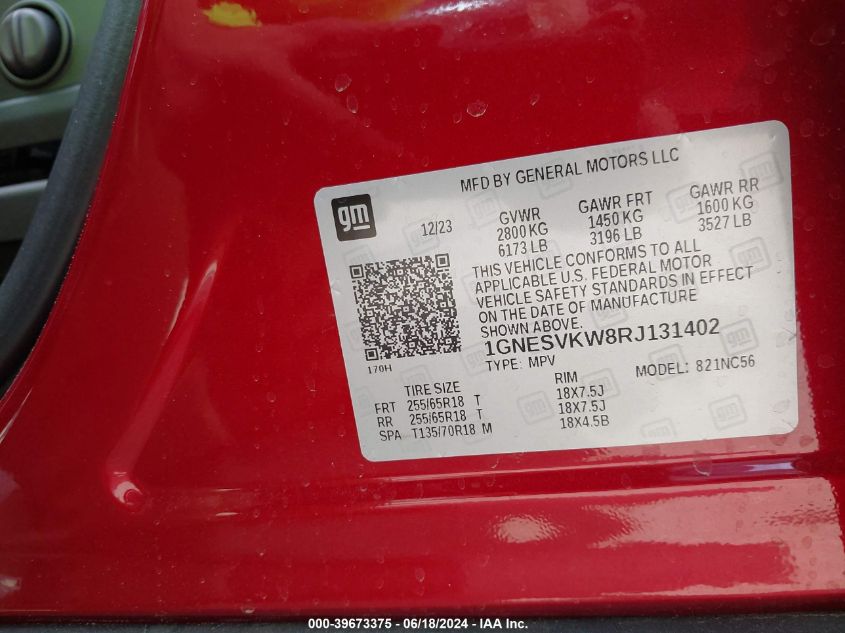 MFD BY GENERAL MOTORS LLC
gm
12/23 GVWR GAWR FRT GAWR RR
2800 KG 1450 KG 1600 KG
6173 LB 3196 LB 3527 LB
THIS VEHICLE CONFORMS TO ALL
APPLICABLE U.S. FEDERAL MOTOR
VEHICLE SAFETY STANDARDS IN EFFECT
ON THE DATE OF MANUFACTURE
SHOWN ABOVE.
1GNESVKW8RJ131402
170H
TYPE: MPV MODEL: 821NC56
TIRE SIZE RIM
FRT 255/65R18 T 18X7.5J
RR 255/65R18 T 18X7.5J
SPA T135/70R18 M 18X4.5B
000-39673375 - 06/18/2024 - IAA Inc.